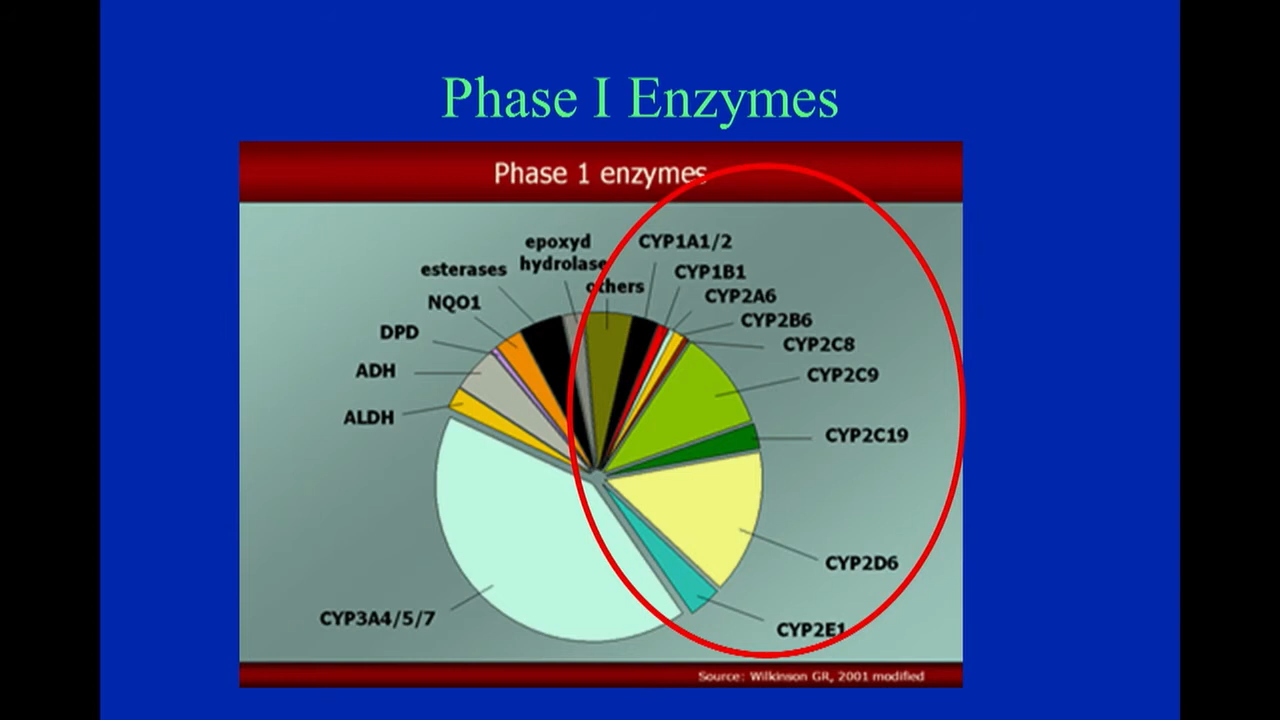 Phase I Enzymes
Phase 1 enzymes
epoxyd
hydrolase
CYP1A1/2
esterases
others
CYP1B1
NQO1
CYP2A6
DPD
CYP2B6
CYP2C8
ADH
CYP2C9
ALDH
CYP2C19
CYP2D6
CYP3A4/5/7
CYP2E1
Source: Wilkinson GR, 2001 modified